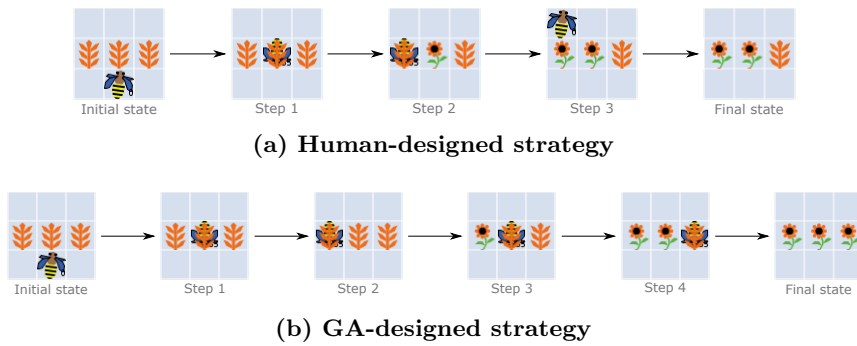 Initial state
Step 1
Step 2
Step 3
Final state
(a) Human-designed strategy
Initial state
Step 1
Step 2
Step 3
Step 4
Final state
(b) GA-designed strategy